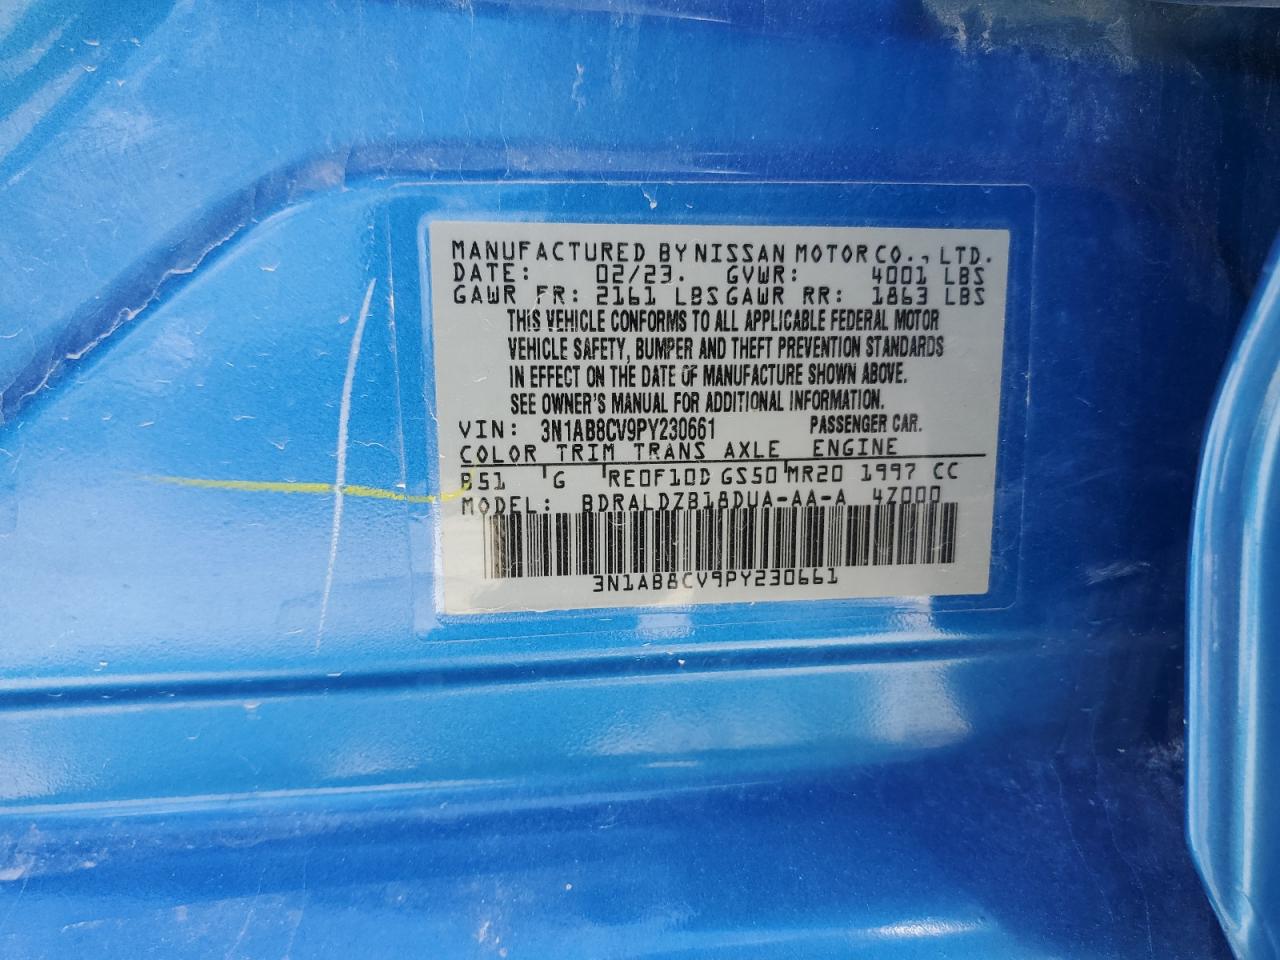 MANUFACTURED BY NISSAN MOTOR CO., LTD.
DATE: 02/23. GVWR: 4001 LBS
GAWR FR: 2161 LBS GAWR RR: 1863 LBS
THIS VEHICLE CONFORMS TO ALL APPLICABLE FEDERAL MOTOR
VEHICLE SAFETY, BUMPER AND THEFT PREVENTION STANDARDS
IN EFFECT ON THE DATE OF MANUFACTURE SHOWN ABOVE.
SEE OWNER'S MANUAL FOR ADDITIONAL INFORMATION.
VIN: 3N1AB8CV9PY230661 PASSENGER CAR.
COLOR TRIM TRANS AXLE ENGINE
B51 G RE0F10D GS50 MR20 1997 CC
MODEL: BDRALDZB18DUA-AA-A 4Z000
3N1AB8CV9PY230661